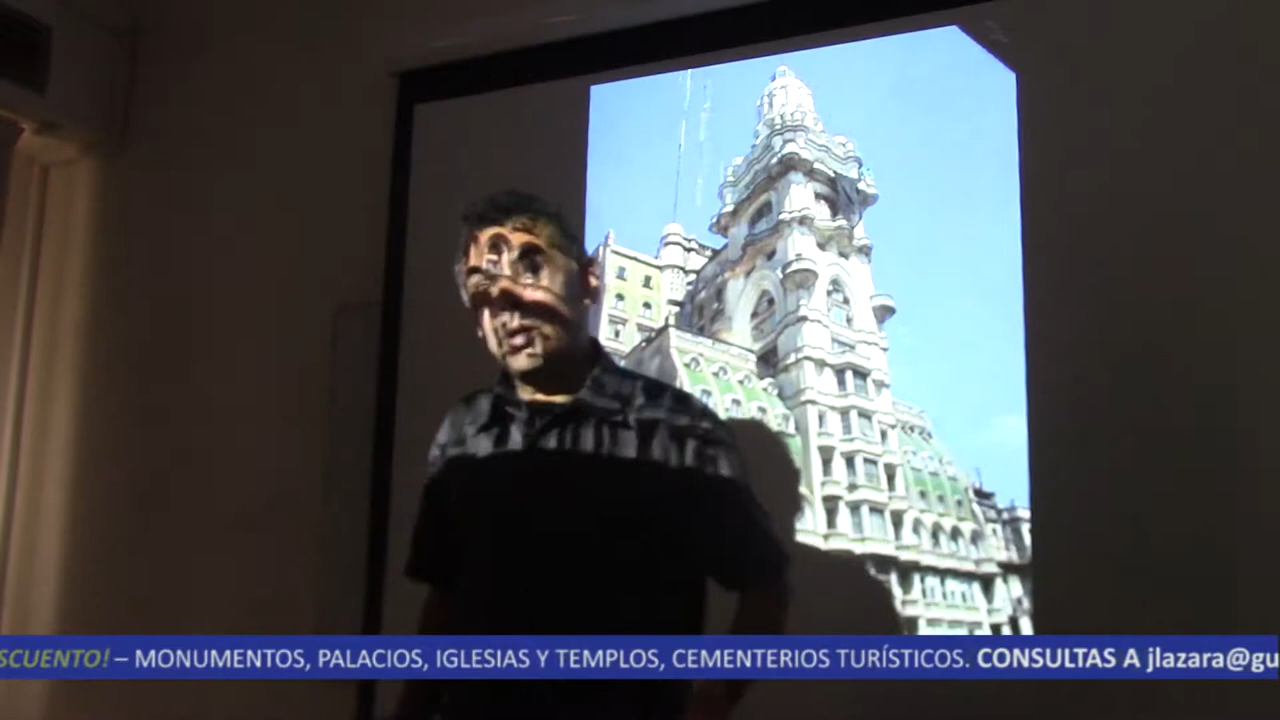 SCUENTO! – MONUMENTOS, PALACIOS, IGLESIAS Y TEMPLOS, CEMENTERIOS TURÍSTICOS. CONSULTAS A jlazara@gu